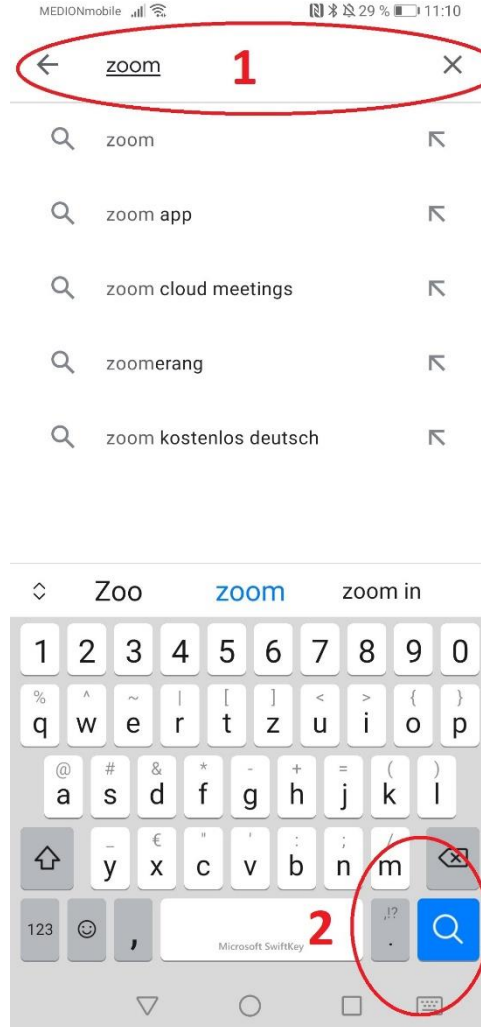 MEDIONmobile 29 % 11:10
zoom 1
zoom
zoom app
zoom cloud meetings
zoomerang
zoom kostenlos deutsch
Zoo zoom zoom in
1 2 3 4 5 6 7 8 9 0
% ^ ~ | [ ] < > { }
q w e r t z u i o p
@ # & * - + = ( )
a s d f g h j k l
_ € " ' : ; /
y x c v b n m
123 , Microsoft SwiftKey 2 ,!? .